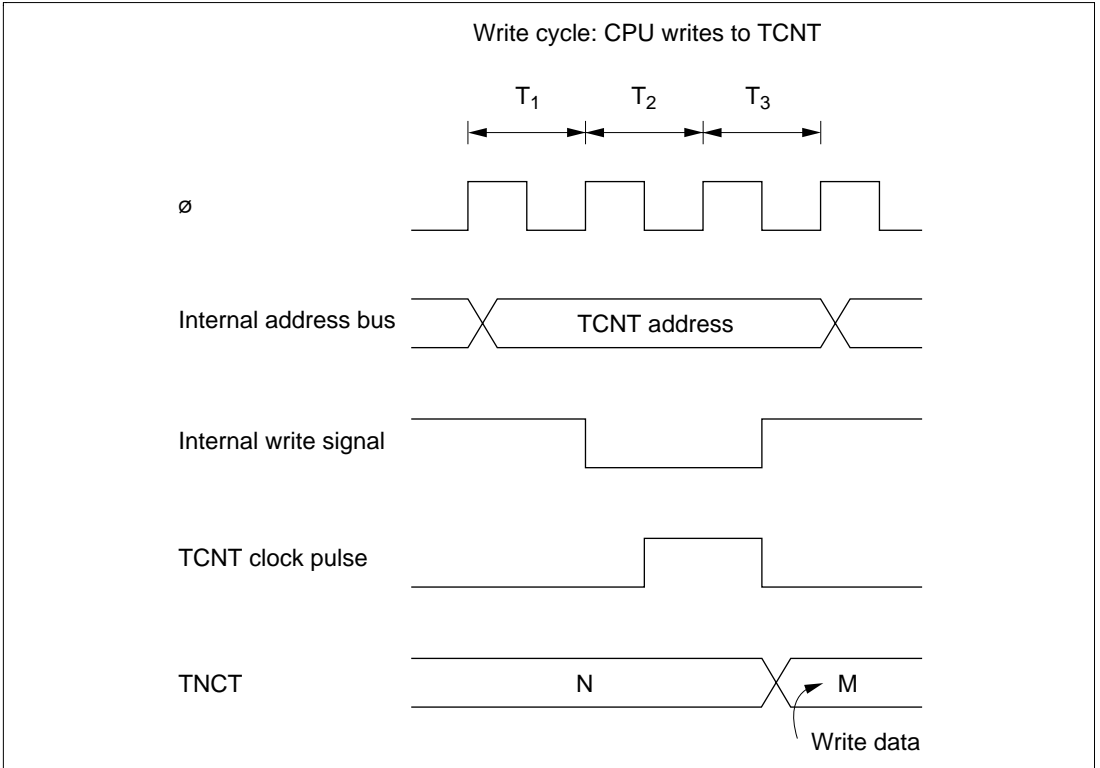 Write cycle: CPU writes to TCNT
T1 T2 T3
ø
Internal address bus
TCNT address
Internal write signal
TCNT clock pulse
TNCT
N
M
Write data